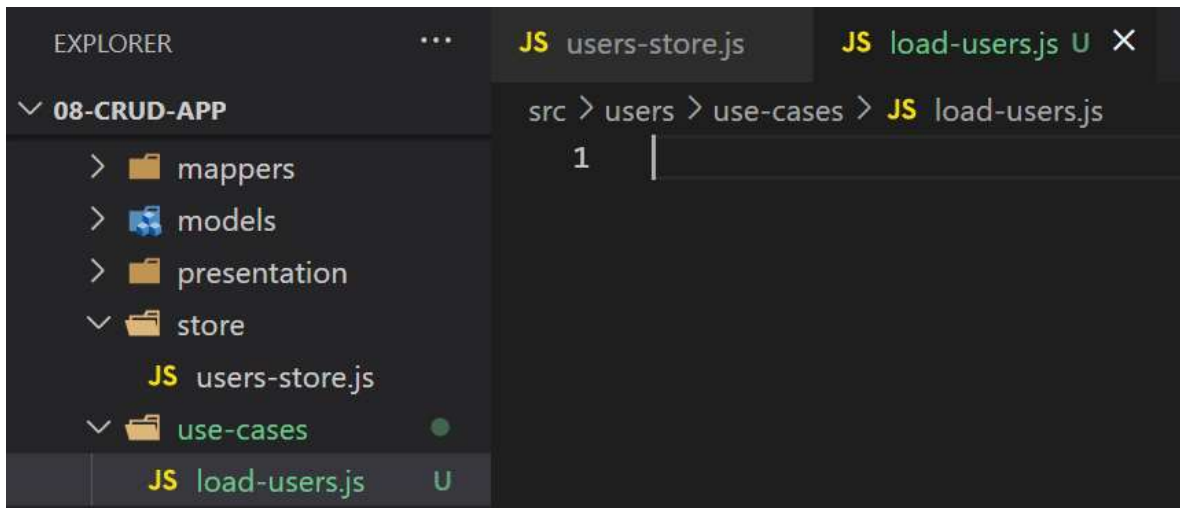 EXPLORER ...
08-CRUD-APP
mappers
models
presentation
store
JS users-store.js
use-cases
JS load-users.js U
JS users-store.js JS load-users.js U
src > users > use-cases > JS load-users.js
1